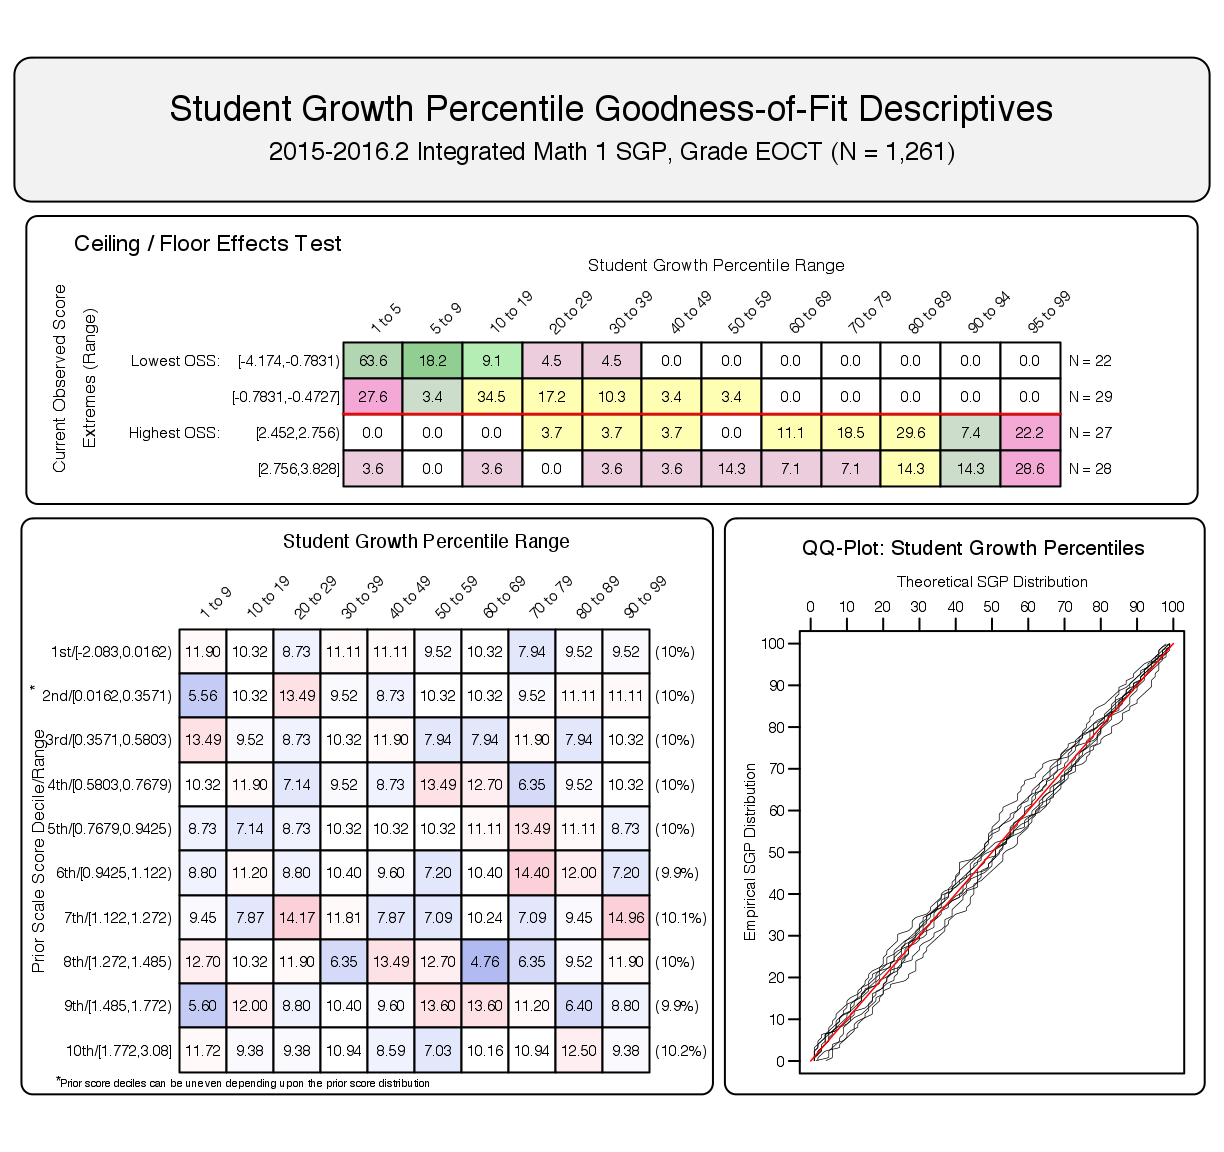 Student Growth Percentile Goodness-of-Fit Descriptives
2015-2016.2 Integrated Math 1 SGP, Grade EOCT (N = 1,261)
Ceiling / Floor Effects Test
Student Growth Percentile Range
1 to 5 5 to 9 10 to 19 20 to 29 30 to 39 40 to 49 50 to 59 60 to 69 70 to 79 80 to 89 90 to 94 95 to 99
Current Observed Score
Extremes (Range)
Lowest OSS: [-4.174,-0.7831) 63.6 18.2 9.1 4.5 4.5 0.0 0.0 0.0 0.0 0.0 0.0 0.0 N = 22
[-0.7831,-0.4727] 27.6 3.4 34.5 17.2 10.3 3.4 3.4 0.0 0.0 0.0 0.0 0.0 N = 29
Highest OSS: [2.452,2.756) 0.0 0.0 0.0 3.7 3.7 3.7 0.0 11.1 18.5 29.6 7.4 22.2 N = 27
[2.756,3.828] 3.6 0.0 3.6 0.0 3.6 3.6 14.3 7.1 7.1 14.3 14.3 28.6 N = 28
Student Growth Percentile Range
1 to 9 10 to 19 20 to 29 30 to 39 40 to 49 50 to 59 60 to 69 70 to 79 80 to 89 90 to 99
Prior Scale Score Decile/Range
1st/[-2.083,0.0162) 11.90 10.32 8.73 11.11 11.11 9.52 10.32 7.94 9.52 9.52 (10%)
* 2nd/[0.0162,0.3571) 5.56 10.32 13.49 9.52 8.73 10.32 10.32 9.52 11.11 11.11 (10%)
3rd/[0.3571,0.5803) 13.49 9.52 8.73 10.32 11.90 7.94 7.94 11.90 7.94 10.32 (10%)
4th/[0.5803,0.7679) 10.32 11.90 7.14 9.52 8.73 13.49 12.70 6.35 9.52 10.32 (10%)
5th/[0.7679,0.9425) 8.73 7.14 8.73 10.32 10.32 10.32 11.11 13.49 11.11 8.73 (10%)
6th/[0.9425,1.122) 8.80 11.20 8.80 10.40 9.60 7.20 10.40 14.40 12.00 7.20 (9.9%)
7th/[1.122,1.272) 9.45 7.87 14.17 11.81 7.87 7.09 10.24 7.09 9.45 14.96 (10.1%)
8th/[1.272,1.485) 12.70 10.32 11.90 6.35 13.49 12.70 4.76 6.35 9.52 11.90 (10%)
9th/[1.485,1.772) 5.60 12.00 8.80 10.40 9.60 13.60 13.60 11.20 6.40 8.80 (9.9%)
10th/[1.772,3.08] 11.72 9.38 9.38 10.94 8.59 7.03 10.16 10.94 12.50 9.38 (10.2%)
*Prior score deciles can be uneven depending upon the prior score distribution
QQ-Plot: Student Growth Percentiles
Theoretical SGP Distribution
0 10 20 30 40 50 60 70 80 90 100
Empirical SGP Distribution
100
90
80
70
60
50
40
30
20
10
0